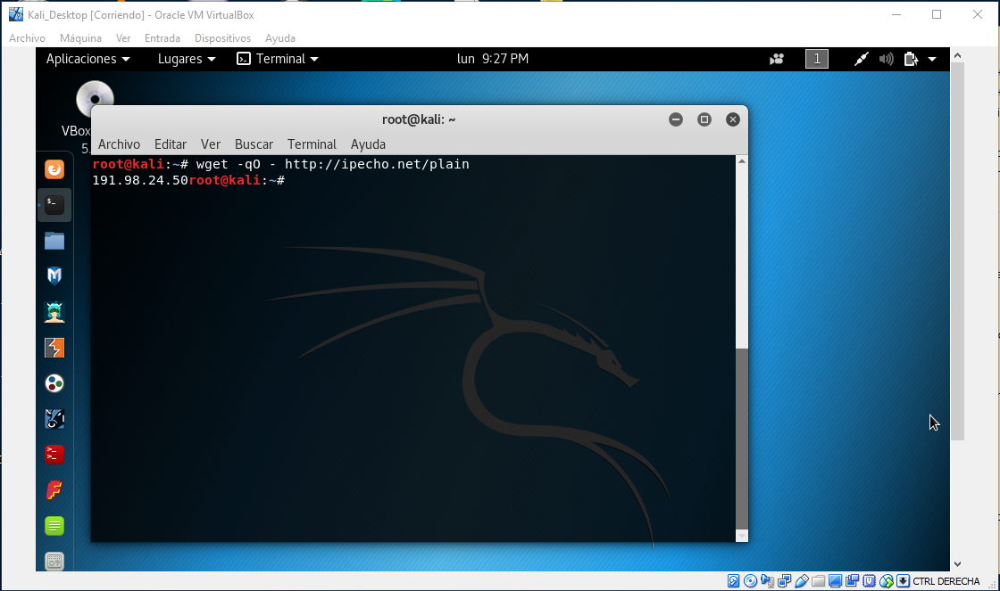 Kali_Desktop [Corriendo] - Oracle VM VirtualBox
Archivo Máquina Ver Entrada Dispositivos Ayuda
Aplicaciones Lugares Terminal lun 9:27 PM 1
VBox
5.
root@kali: ~
Archivo Editar Ver Buscar Terminal Ayuda
root@kali:~# wget -qO - http://ipecho.net/plain
191.98.24.50root@kali:~#
CTRL DERECHA